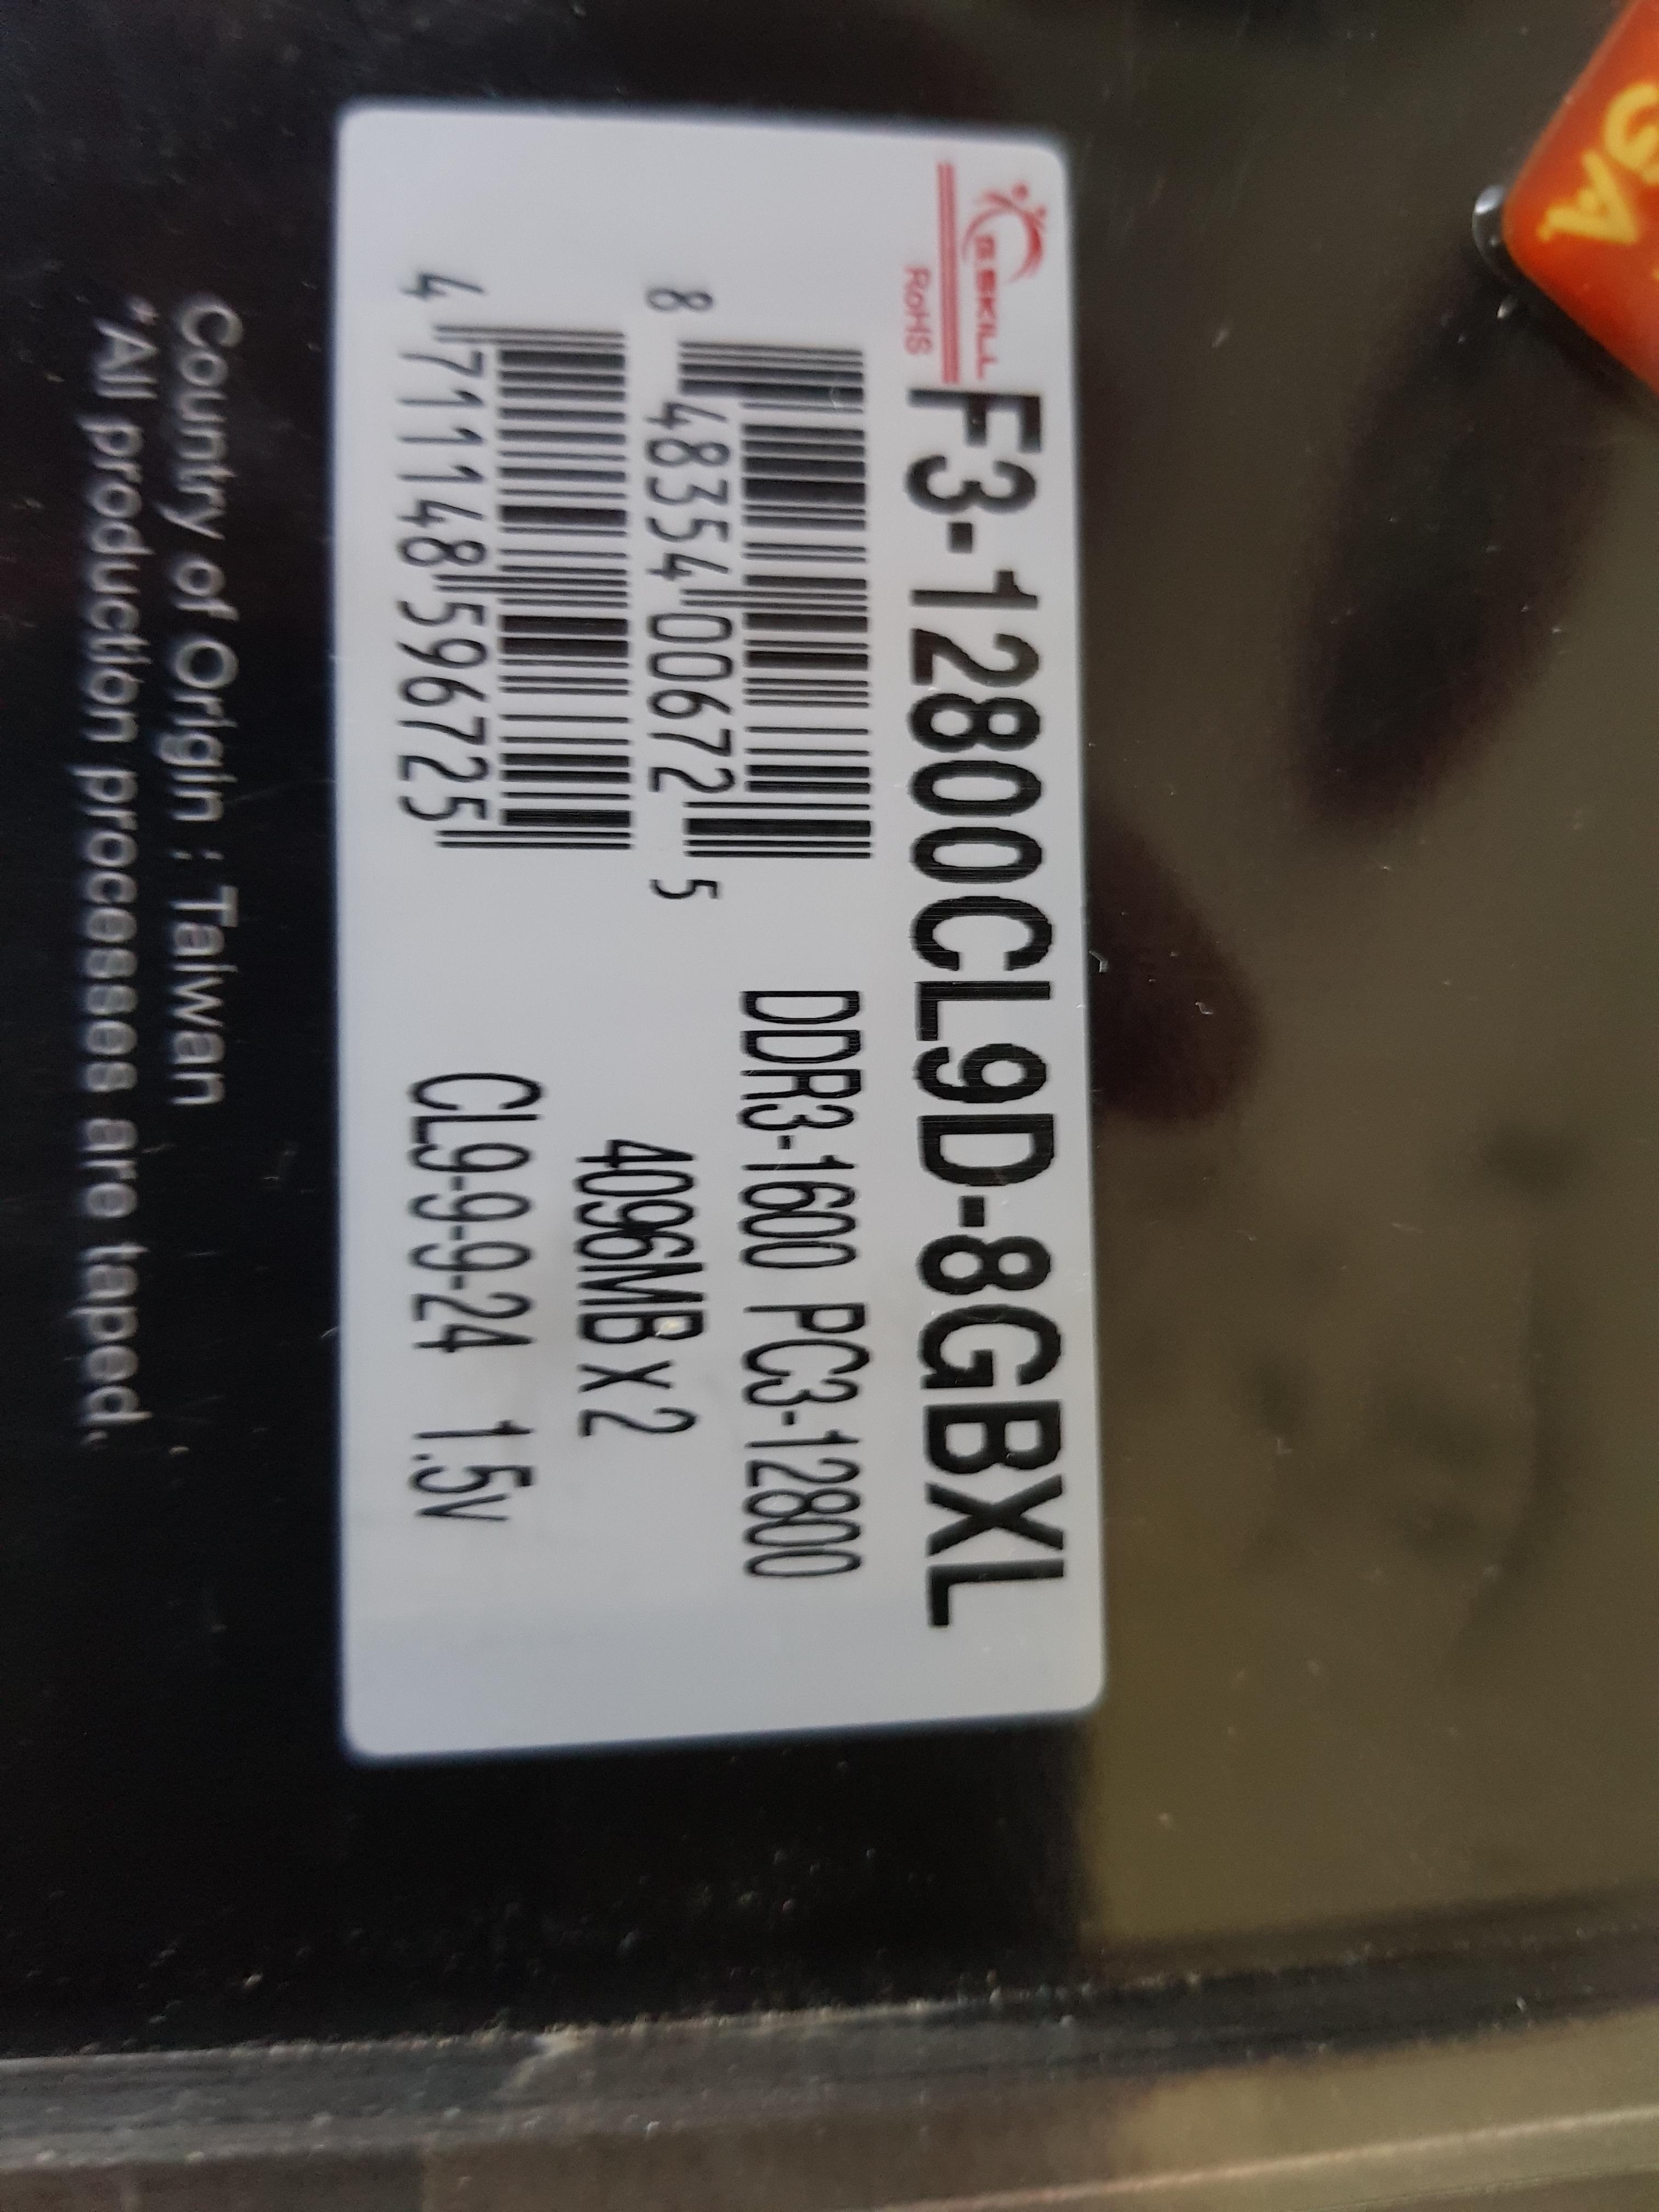 G.SKILL
RoHS
F3-12800CL9D-8GBXL
8 48354 00672 5
DDR3-1600 PC3-12800
4096MB x 2
4 711148 596725
CL9-9-9-24 1.5V
Country of Origin : Taiwan
*All production processes are taped.
GA